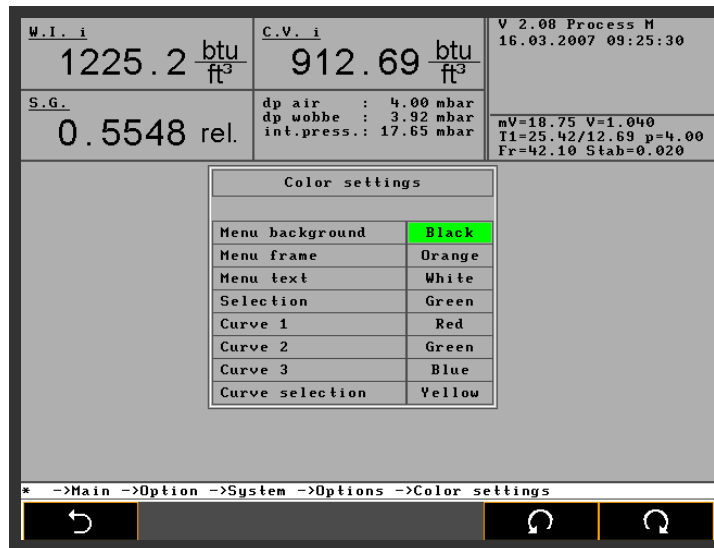 W.I. i
1225.2 btu/ft³
C.V. i
912.69 btu/ft³
V 2.08 Process M
16.03.2007 09:25:30
S.G.
0.5548 rel.
dp air : 4.00 mbar
dp wobbe : 3.92 mbar
int.press.: 17.65 mbar
mV=18.75 V=1.040
T1=25.42/12.69 p=4.00
Fr=42.10 Stab=0.020
Color settings
Menu background Black
Menu frame Orange
Menu text White
Selection Green
Curve 1 Red
Curve 2 Green
Curve 3 Blue
Curve selection Yellow
* ->Main ->Option ->System ->Options ->Color settings